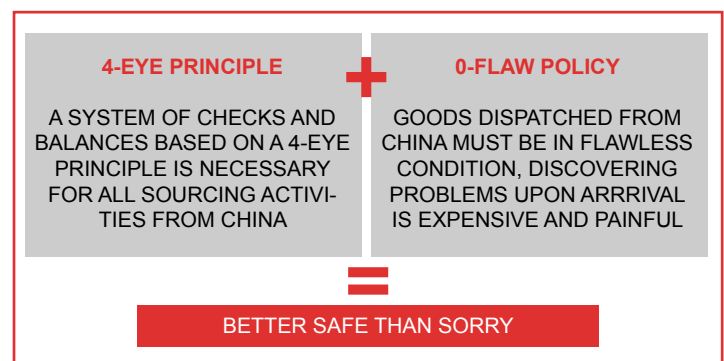 4-EYE PRINCIPLE
A SYSTEM OF CHECKS AND
BALANCES BASED ON A 4-EYE
PRINCIPLE IS NECESSARY
FOR ALL SOURCING ACTIVI-
TIES FROM CHINA
+
0-FLAW POLICY
GOODS DISPATCHED FROM
CHINA MUST BE IN FLAWLESS
CONDITION, DISCOVERING
PROBLEMS UPON ARRRIVAL
IS EXPENSIVE AND PAINFUL
=
BETTER SAFE THAN SORRY